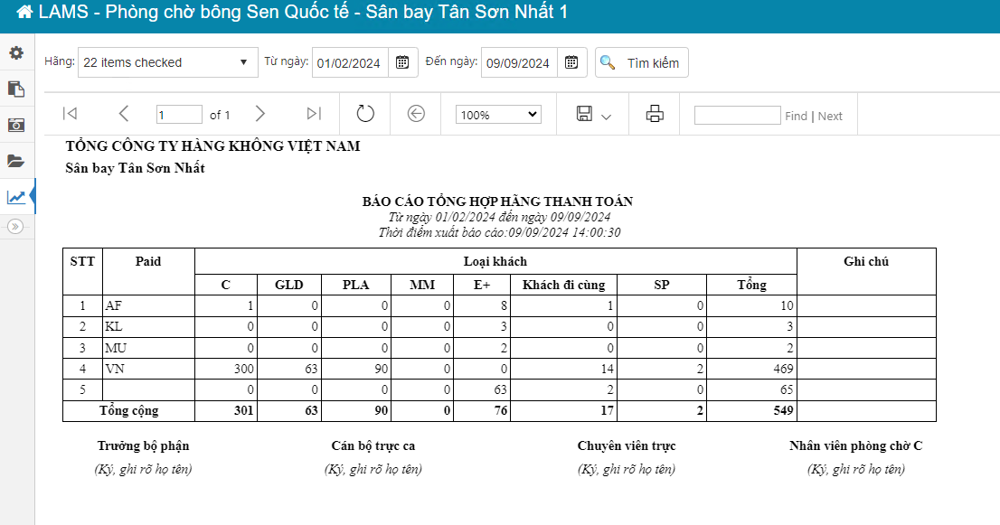 LAMS - Phòng chờ bông Sen Quốc tế - Sân bay Tân Sơn Nhất 1
Hãng: 22 items checked Từ ngày: 01/02/2024 Đến ngày: 09/09/2024 Tìm kiếm
1 of 1 100% Find | Next
TỔNG CÔNG TY HÀNG KHÔNG VIỆT NAM
Sân bay Tân Sơn Nhất
BÁO CÁO TỔNG HỢP HÃNG THANH TOÁN
Từ ngày 01/02/2024 đến ngày 09/09/2024
Thời điểm xuất báo cáo:09/09/2024 14:00:30
STT Paid Loại khách Ghi chú
C GLD PLA MM E+ Khách đi cùng SP Tổng
1 AF 1 0 0 0 8 1 0 10
2 KL 0 0 0 0 3 0 0 3
3 MU 0 0 0 0 2 0 0 2
4 VN 300 63 90 0 0 14 2 469
5 0 0 0 0 63 2 0 65
Tổng cộng 301 63 90 0 76 17 2 549
Trưởng bộ phận Cán bộ trực ca Chuyên viên trực Nhân viên phòng chờ C
(Ký, ghi rõ họ tên) (Ký, ghi rõ họ tên) (Ký, ghi rõ họ tên) (Ký, ghi rõ họ tên)